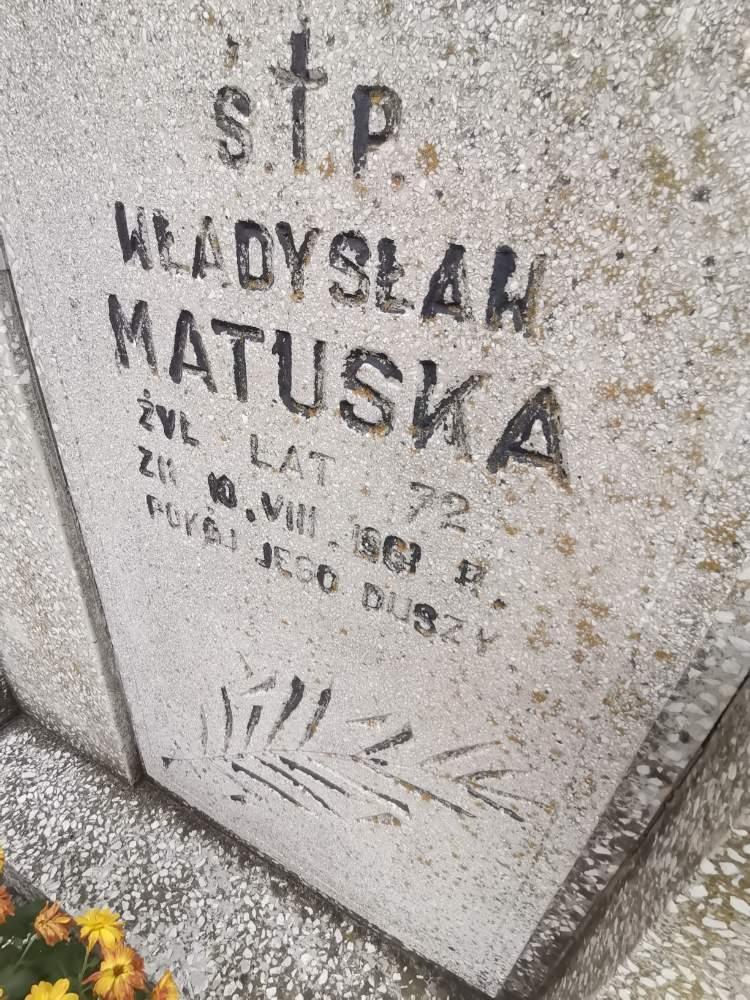 Ś.†P.
WŁADYSŁAW
MATUSKA
ŻYŁ LAT 72
ZM 10.VIII.1961 R.
POKÓJ JEGO DUSZY